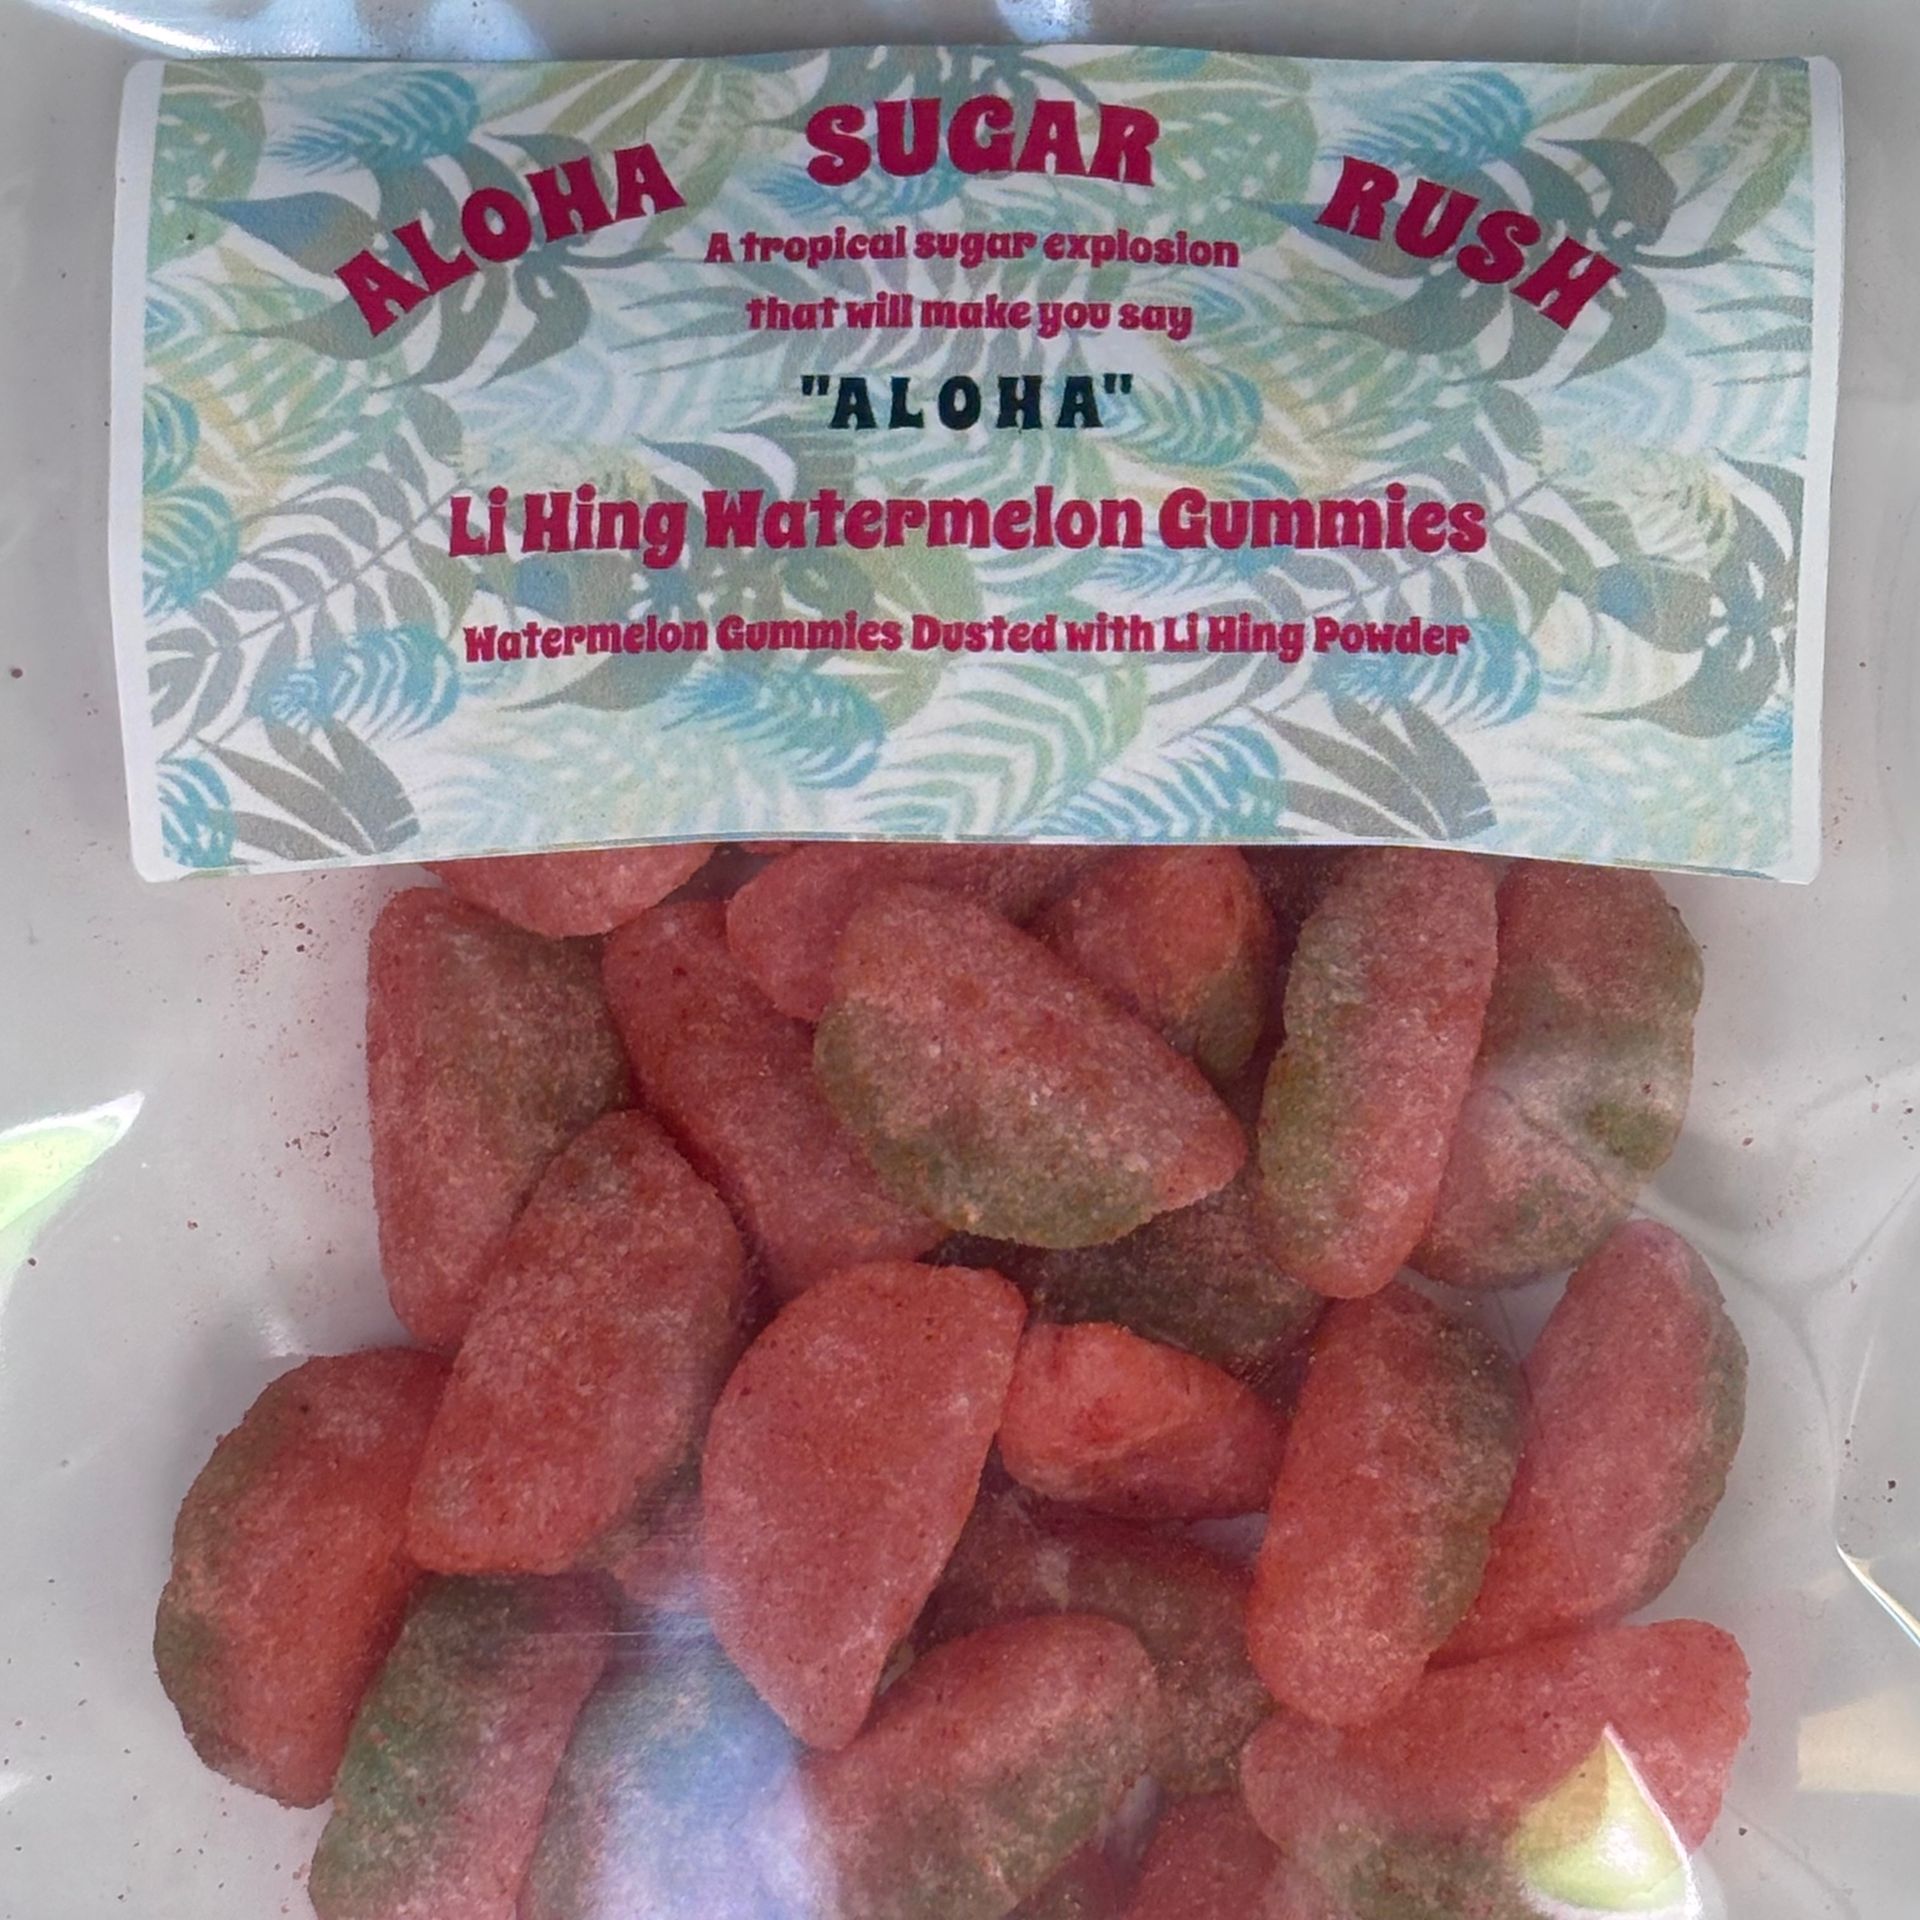 ALOHA SUGAR RUSH
A tropical sugar explosion
that will make you say
"ALOHA"
Li Hing Watermelon Gummies
Watermelon Gummies Dusted with Li Hing Powder